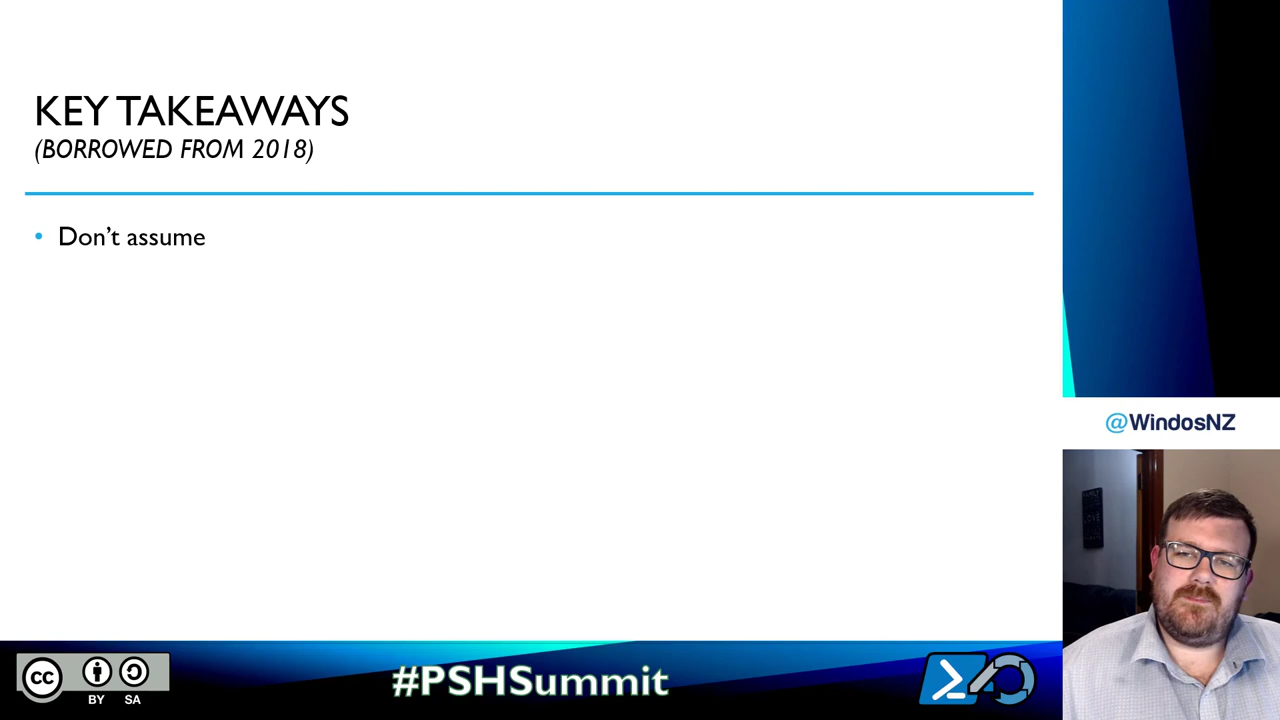 KEY TAKEAWAYS
(BORROWED FROM 2018)
• Don’t assume
@WindosNZ
#PSHSummit
CC
BY SA